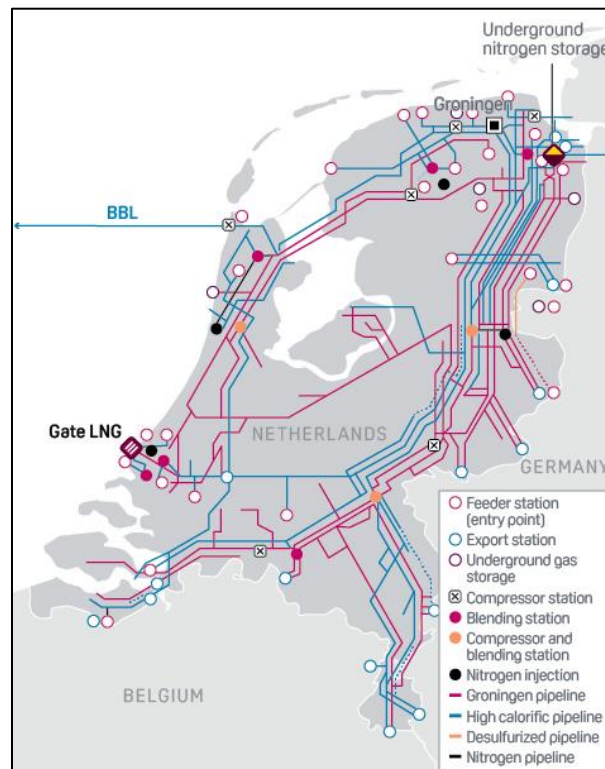 Underground
nitrogen storage
Groningen
BBL
Gate LNG
NETHERLANDS
GERMANY
BELGIUM
Feeder station
(entry point)
Export station
Underground gas
storage
Compressor station
Blending station
Compressor and
blending station
Nitrogen injection
Groningen pipeline
High calorific pipeline
Desulfurized pipeline
Nitrogen pipeline